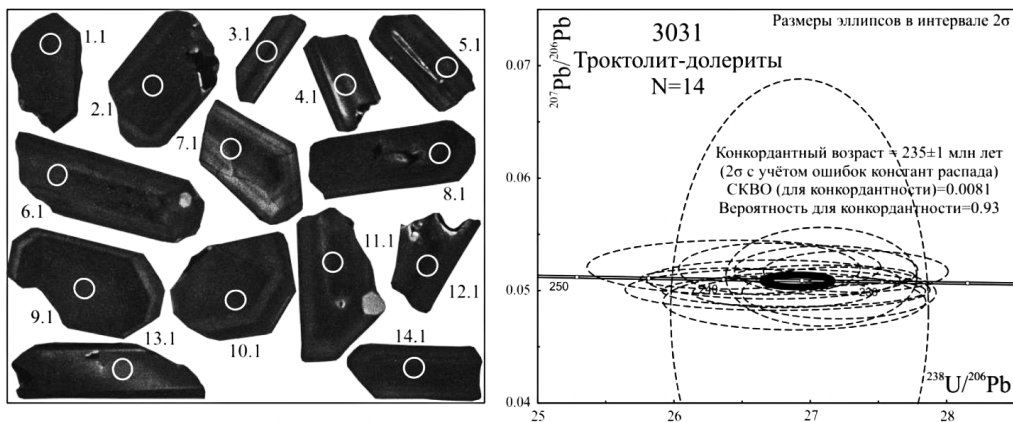 1.1
2.1
3.1
4.1
5.1
6.1
7.1
8.1
9.1
10.1
11.1
12.1
13.1
14.1
Размеры эллипсов в интервале 2σ
3031
Троктолит-долериты
N=14
²⁰⁷Pb/²⁰⁶Pb
Конкордантный возраст = 235±1 млн лет
(2σ с учётом ошибок констант распада)
СКВО (для конкордантности)=0.0081
Вероятность для конкордантности=0.93
0.07
0.06
0.05
0.04
250
240
230
²³⁸U/²⁰⁶Pb
25
26
27
28